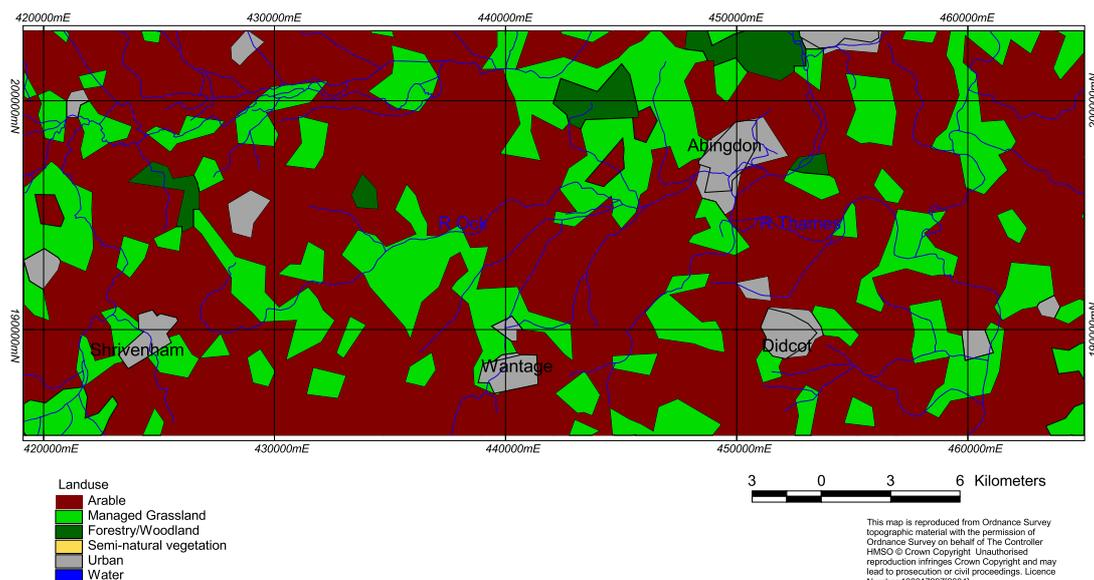 420000mE 430000mE 440000mE 450000mE 460000mE
200000mN 200000mN
Abingdon
R Ock R Thames
190000mN 190000mN
Shrivenham Wantage Didcot
420000mE 430000mE 440000mE 450000mE 460000mE
3 0 3 6 Kilometers
Landuse
Arable
Managed Grassland
Forestry/Woodland
Semi-natural vegetation
Urban
Water
This map is reproduced from Ordnance Survey
topographic material with the permission of
Ordnance Survey on behalf of The Controller
HMSO © Crown Copyright Unauthorised
reproduction infringes Crown Copyright and may
lead to prosecution or civil proceedings. Licence